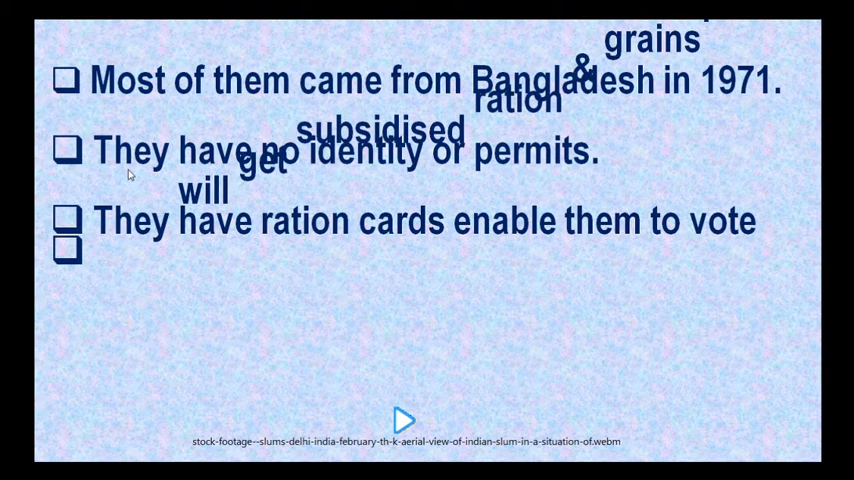 grains
❑ Most of them came from Bangladesh in 1971.
&
ration
subsidised
❑ They have no identity or permits.
get
will
❑ They have ration cards enable them to vote
❑
stock-footage--slums-delhi-india-february-th-k-aerial-view-of-indian-slum-in-a-situation-of.webm